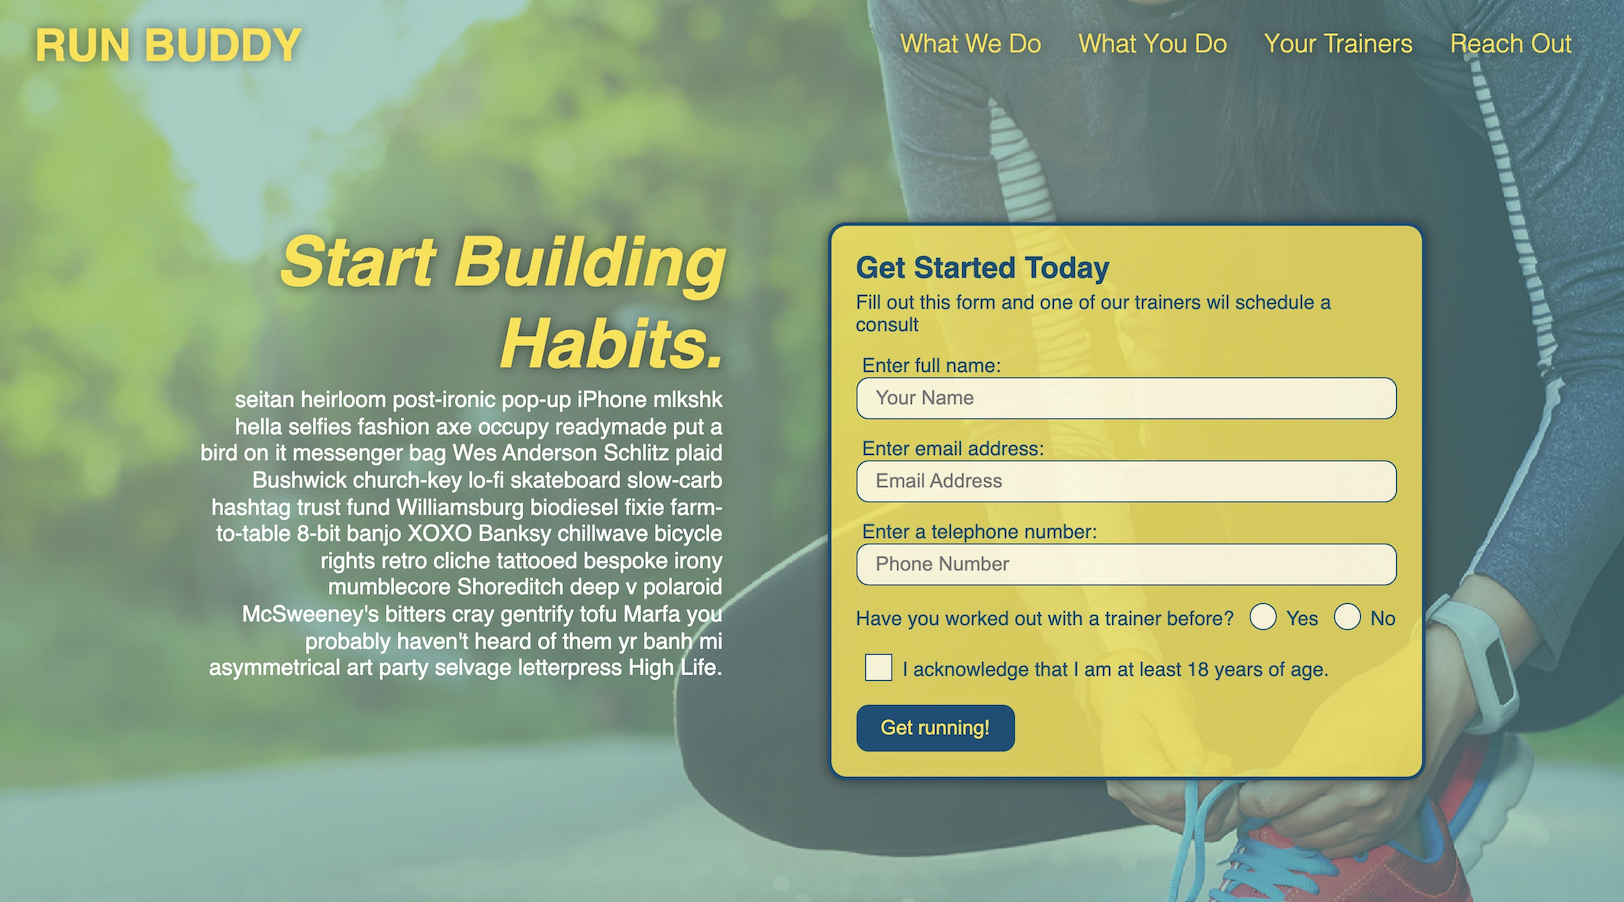 RUN BUDDY
What We Do What You Do Your Trainers Reach Out
Start Building
Habits.
seitan heirloom post-ironic pop-up iPhone mlkshk
hella selfies fashion axe occupy readymade put a
bird on it messenger bag Wes Anderson Schlitz plaid
Bushwick church-key lo-fi skateboard slow-carb
hashtag trust fund Williamsburg biodiesel fixie farm-
to-table 8-bit banjo XOXO Banksy chillwave bicycle
rights retro cliche tattooed bespoke irony
mumblecore Shoreditch deep v polaroid
McSweeney's bitters cray gentrify tofu Marfa you
probably haven't heard of them yr banh mi
asymmetrical art party selvage letterpress High Life.
Get Started Today
Fill out this form and one of our trainers wil schedule a
consult
Enter full name:
Your Name
Enter email address:
Email Address
Enter a telephone number:
Phone Number
Have you worked out with a trainer before? Yes No
I acknowledge that I am at least 18 years of age.
Get running!